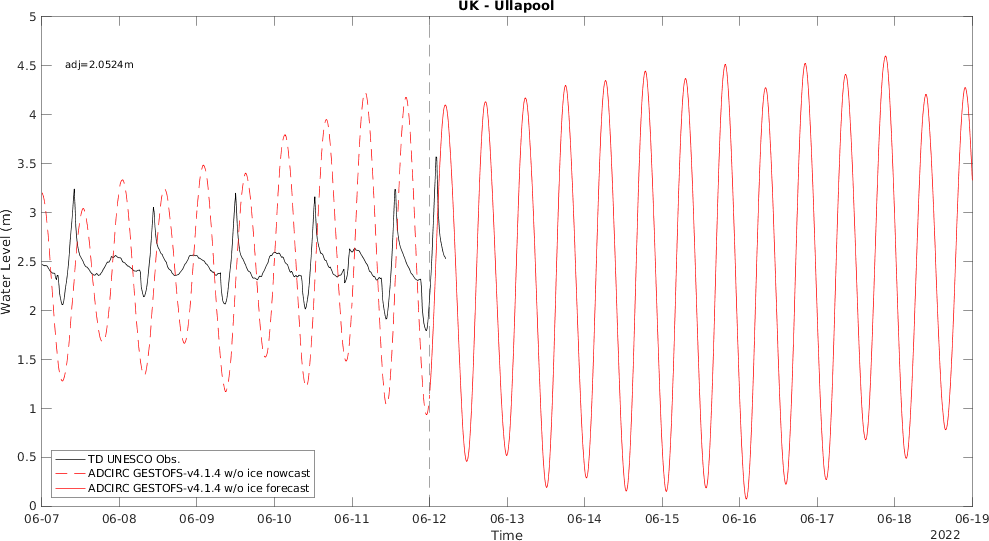 UK - Ullapool
adj=2.0524m
5
4.5
4
3.5
3
2.5
2
1.5
1
0.5
0
Water Level (m)
TD UNESCO Obs.
ADCIRC GESTOFS-v4.1.4 w/o ice nowcast
ADCIRC GESTOFS-v4.1.4 w/o ice forecast
06-07 06-08 06-09 06-10 06-11 06-12 06-13 06-14 06-15 06-16 06-17 06-18 06-19
Time
2022